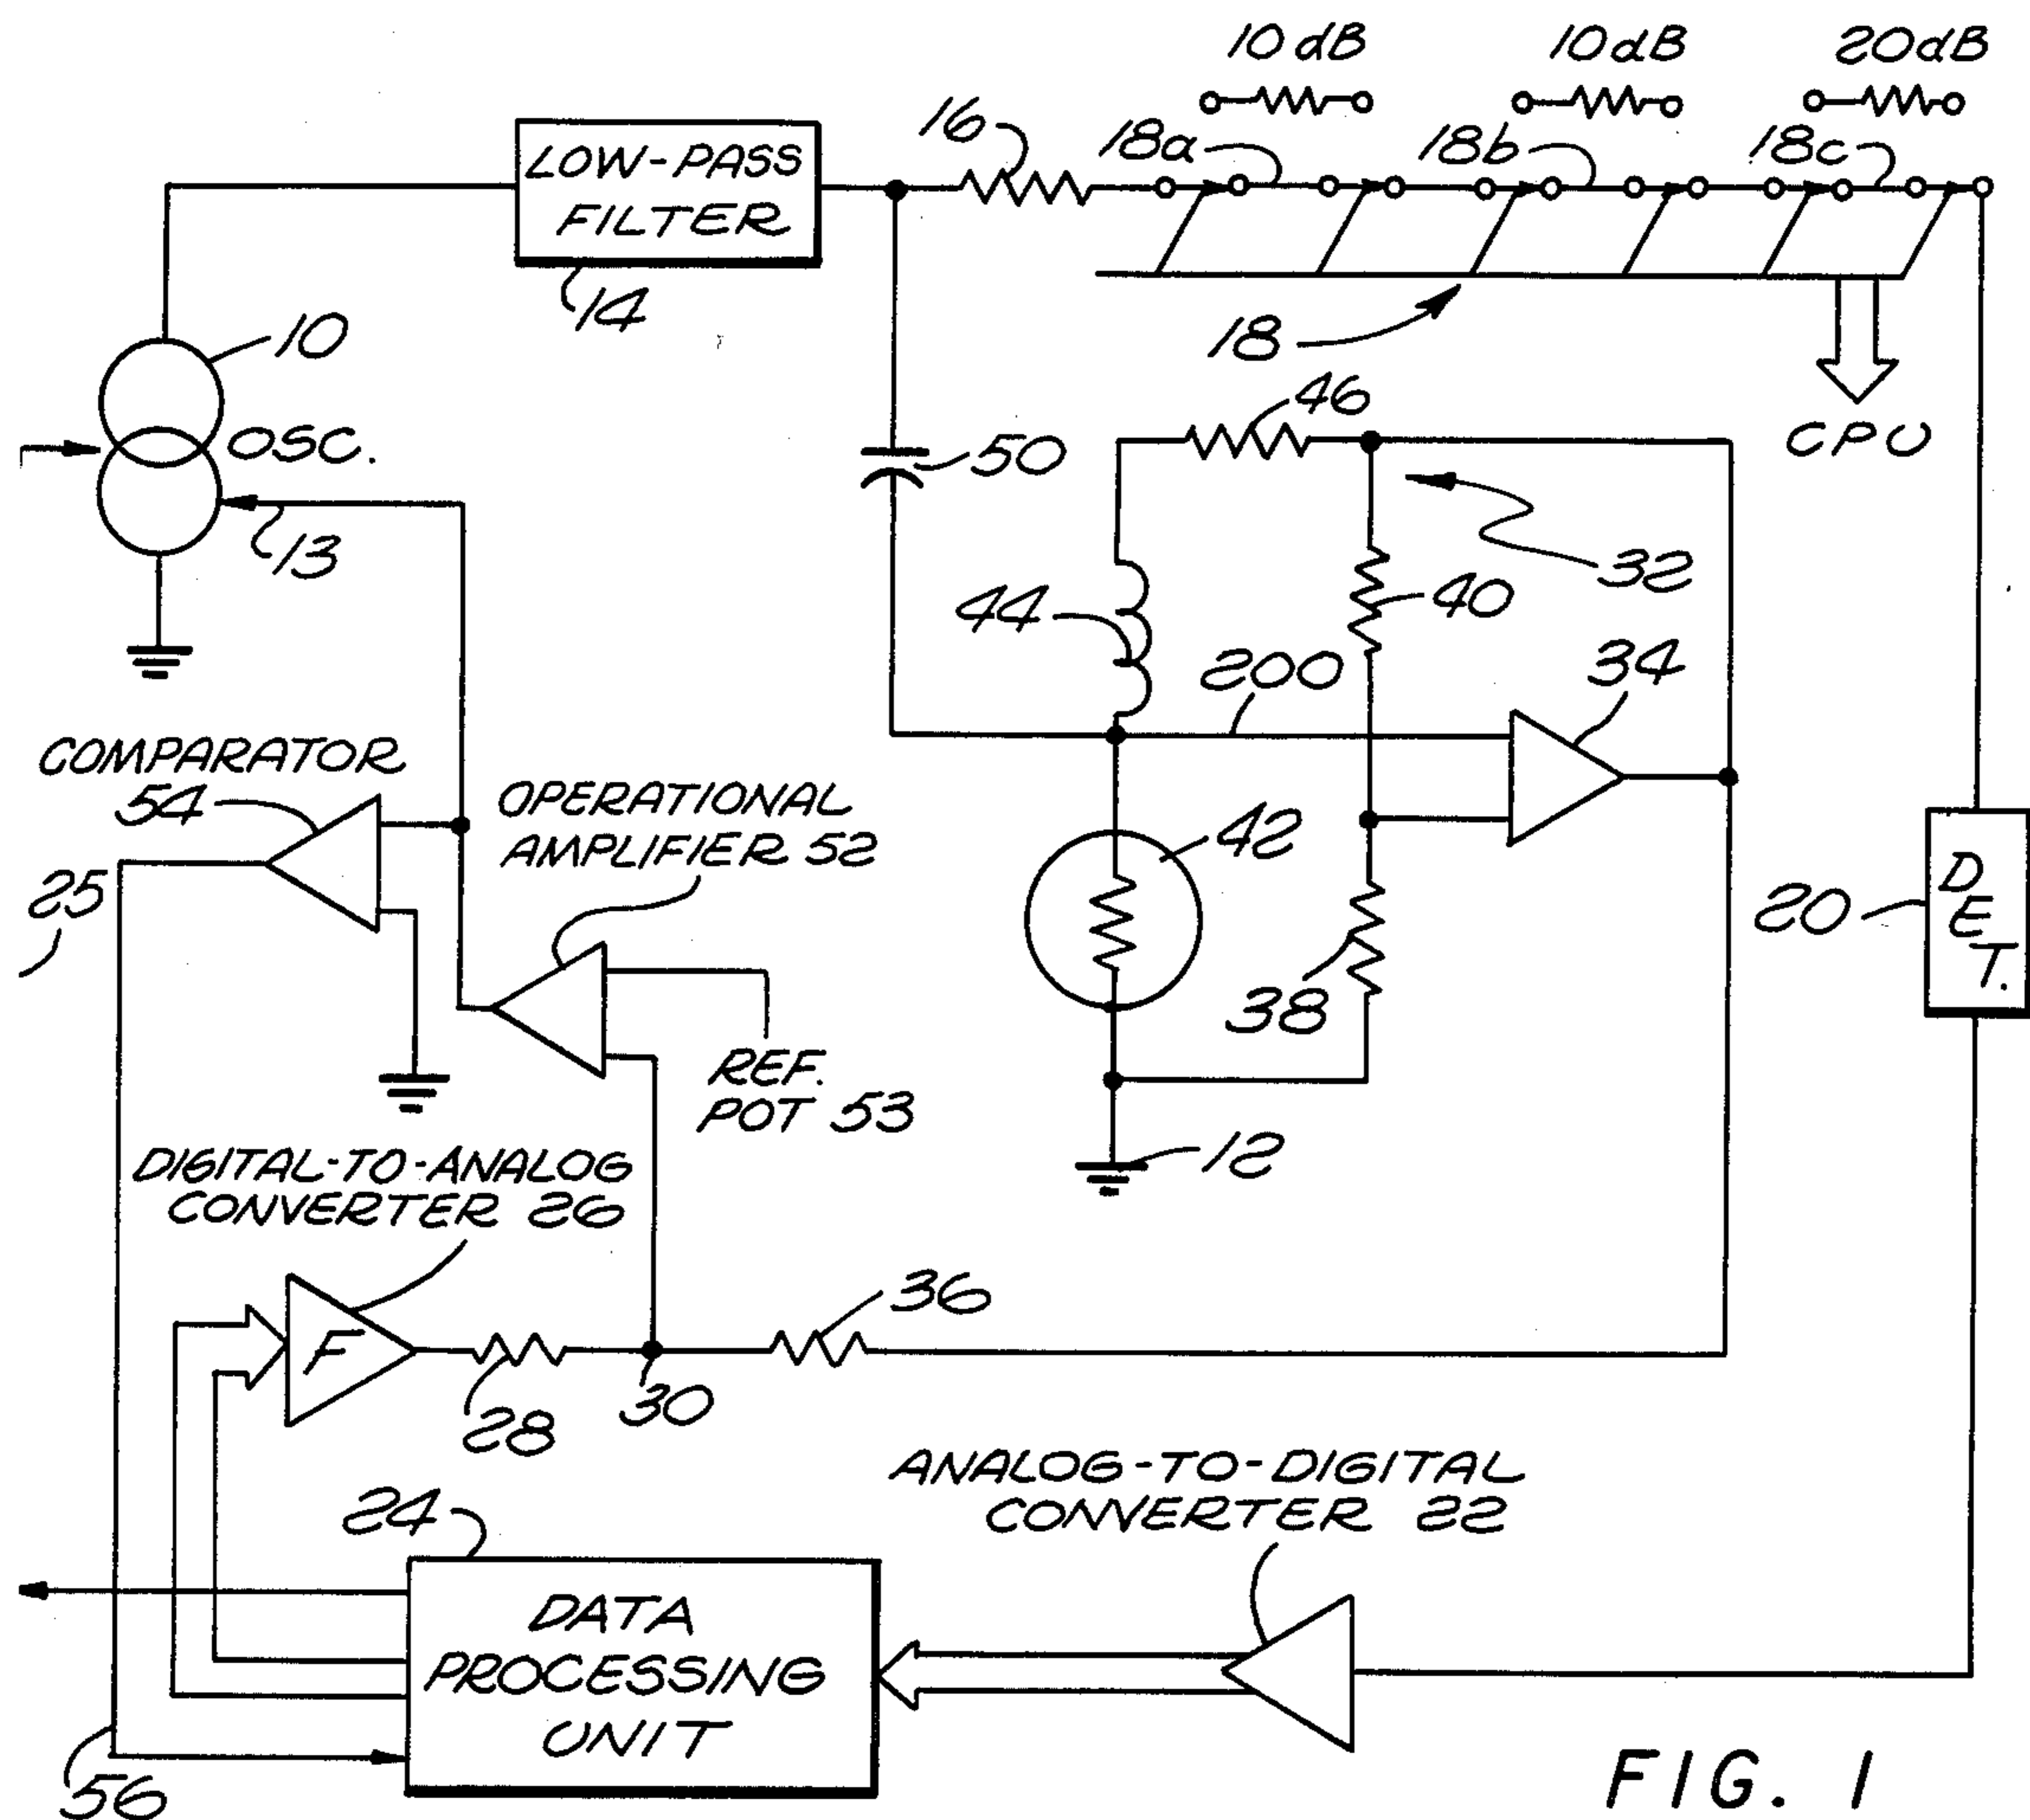 10 dB
10 dB
20 dB
16
18a
18b
18c
LOW-PASS
FILTER
14
18
10
OSC.
CPU
46
50
13
32
40
44
200
34
COMPARATOR
54
OPERATIONAL
AMPLIFIER 52
42
25
20
DET.
38
REF.
POT 53
12
DIGITAL-TO-ANALOG
CONVERTER 26
36
F
28
30
ANALOG-TO-DIGITAL
CONVERTER 22
24
DATA
PROCESSING
UNIT
56
FIG. 1